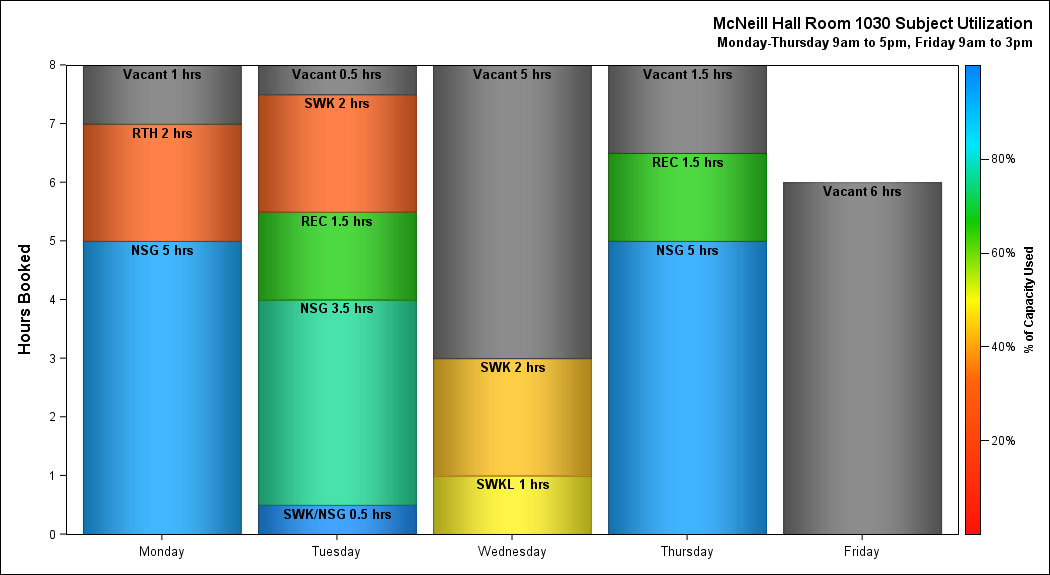 McNeill Hall Room 1030 Subject Utilization
Monday-Thursday 9am to 5pm, Friday 9am to 3pm
Hours Booked
8
7
6
5
4
3
2
1
0
Vacant 1 hrs
RTH 2 hrs
NSG 5 hrs
Vacant 0.5 hrs
SWK 2 hrs
REC 1.5 hrs
NSG 3.5 hrs
SWK/NSG 0.5 hrs
Vacant 5 hrs
SWK 2 hrs
SWKL 1 hrs
Vacant 1.5 hrs
REC 1.5 hrs
NSG 5 hrs
Vacant 6 hrs
Monday
Tuesday
Wednesday
Thursday
Friday
80%
60%
40%
20%
% of Capacity Used